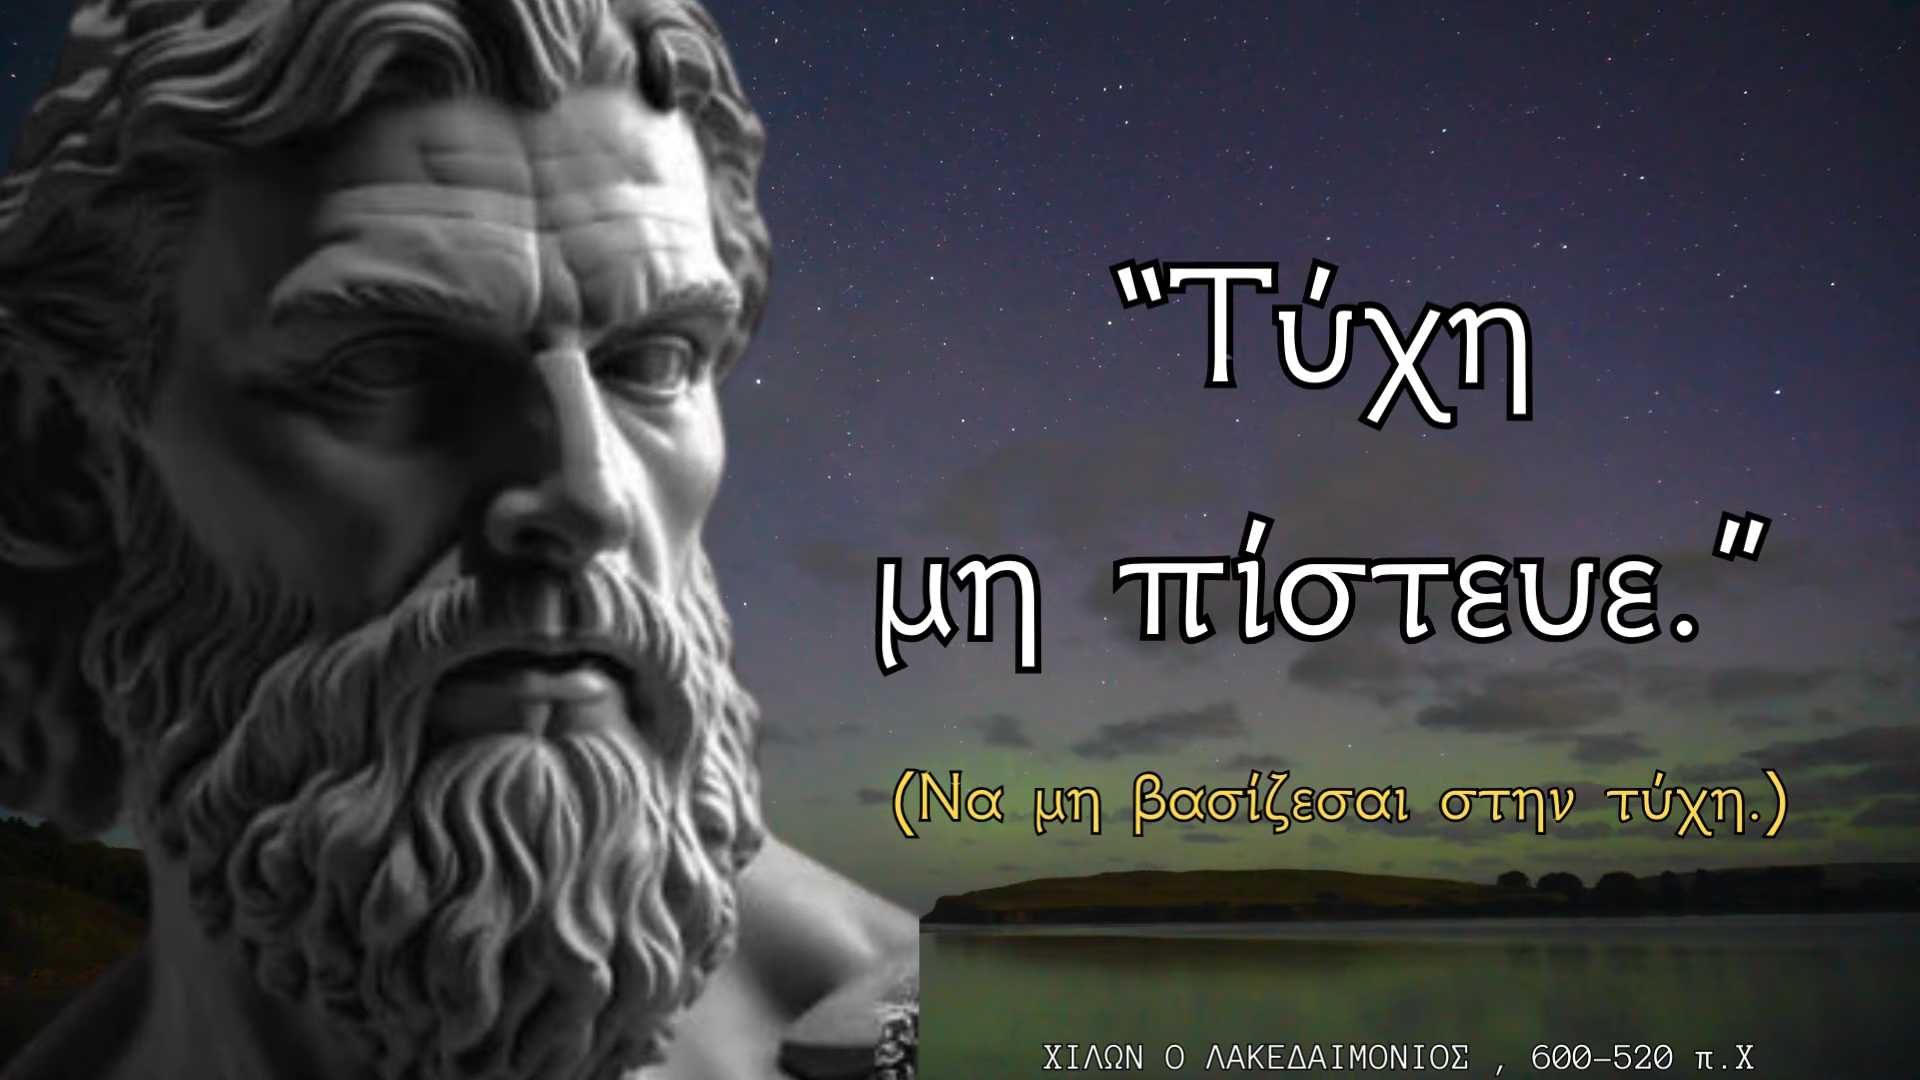 "Τύχη
μη πίστευε."
(Να μη βασίζεσαι στην τύχη.)
ΧΙΛΩΝ Ο ΛΑΚΕΔΑΙΜΟΝΙΟΣ , 600-520 π.Χ